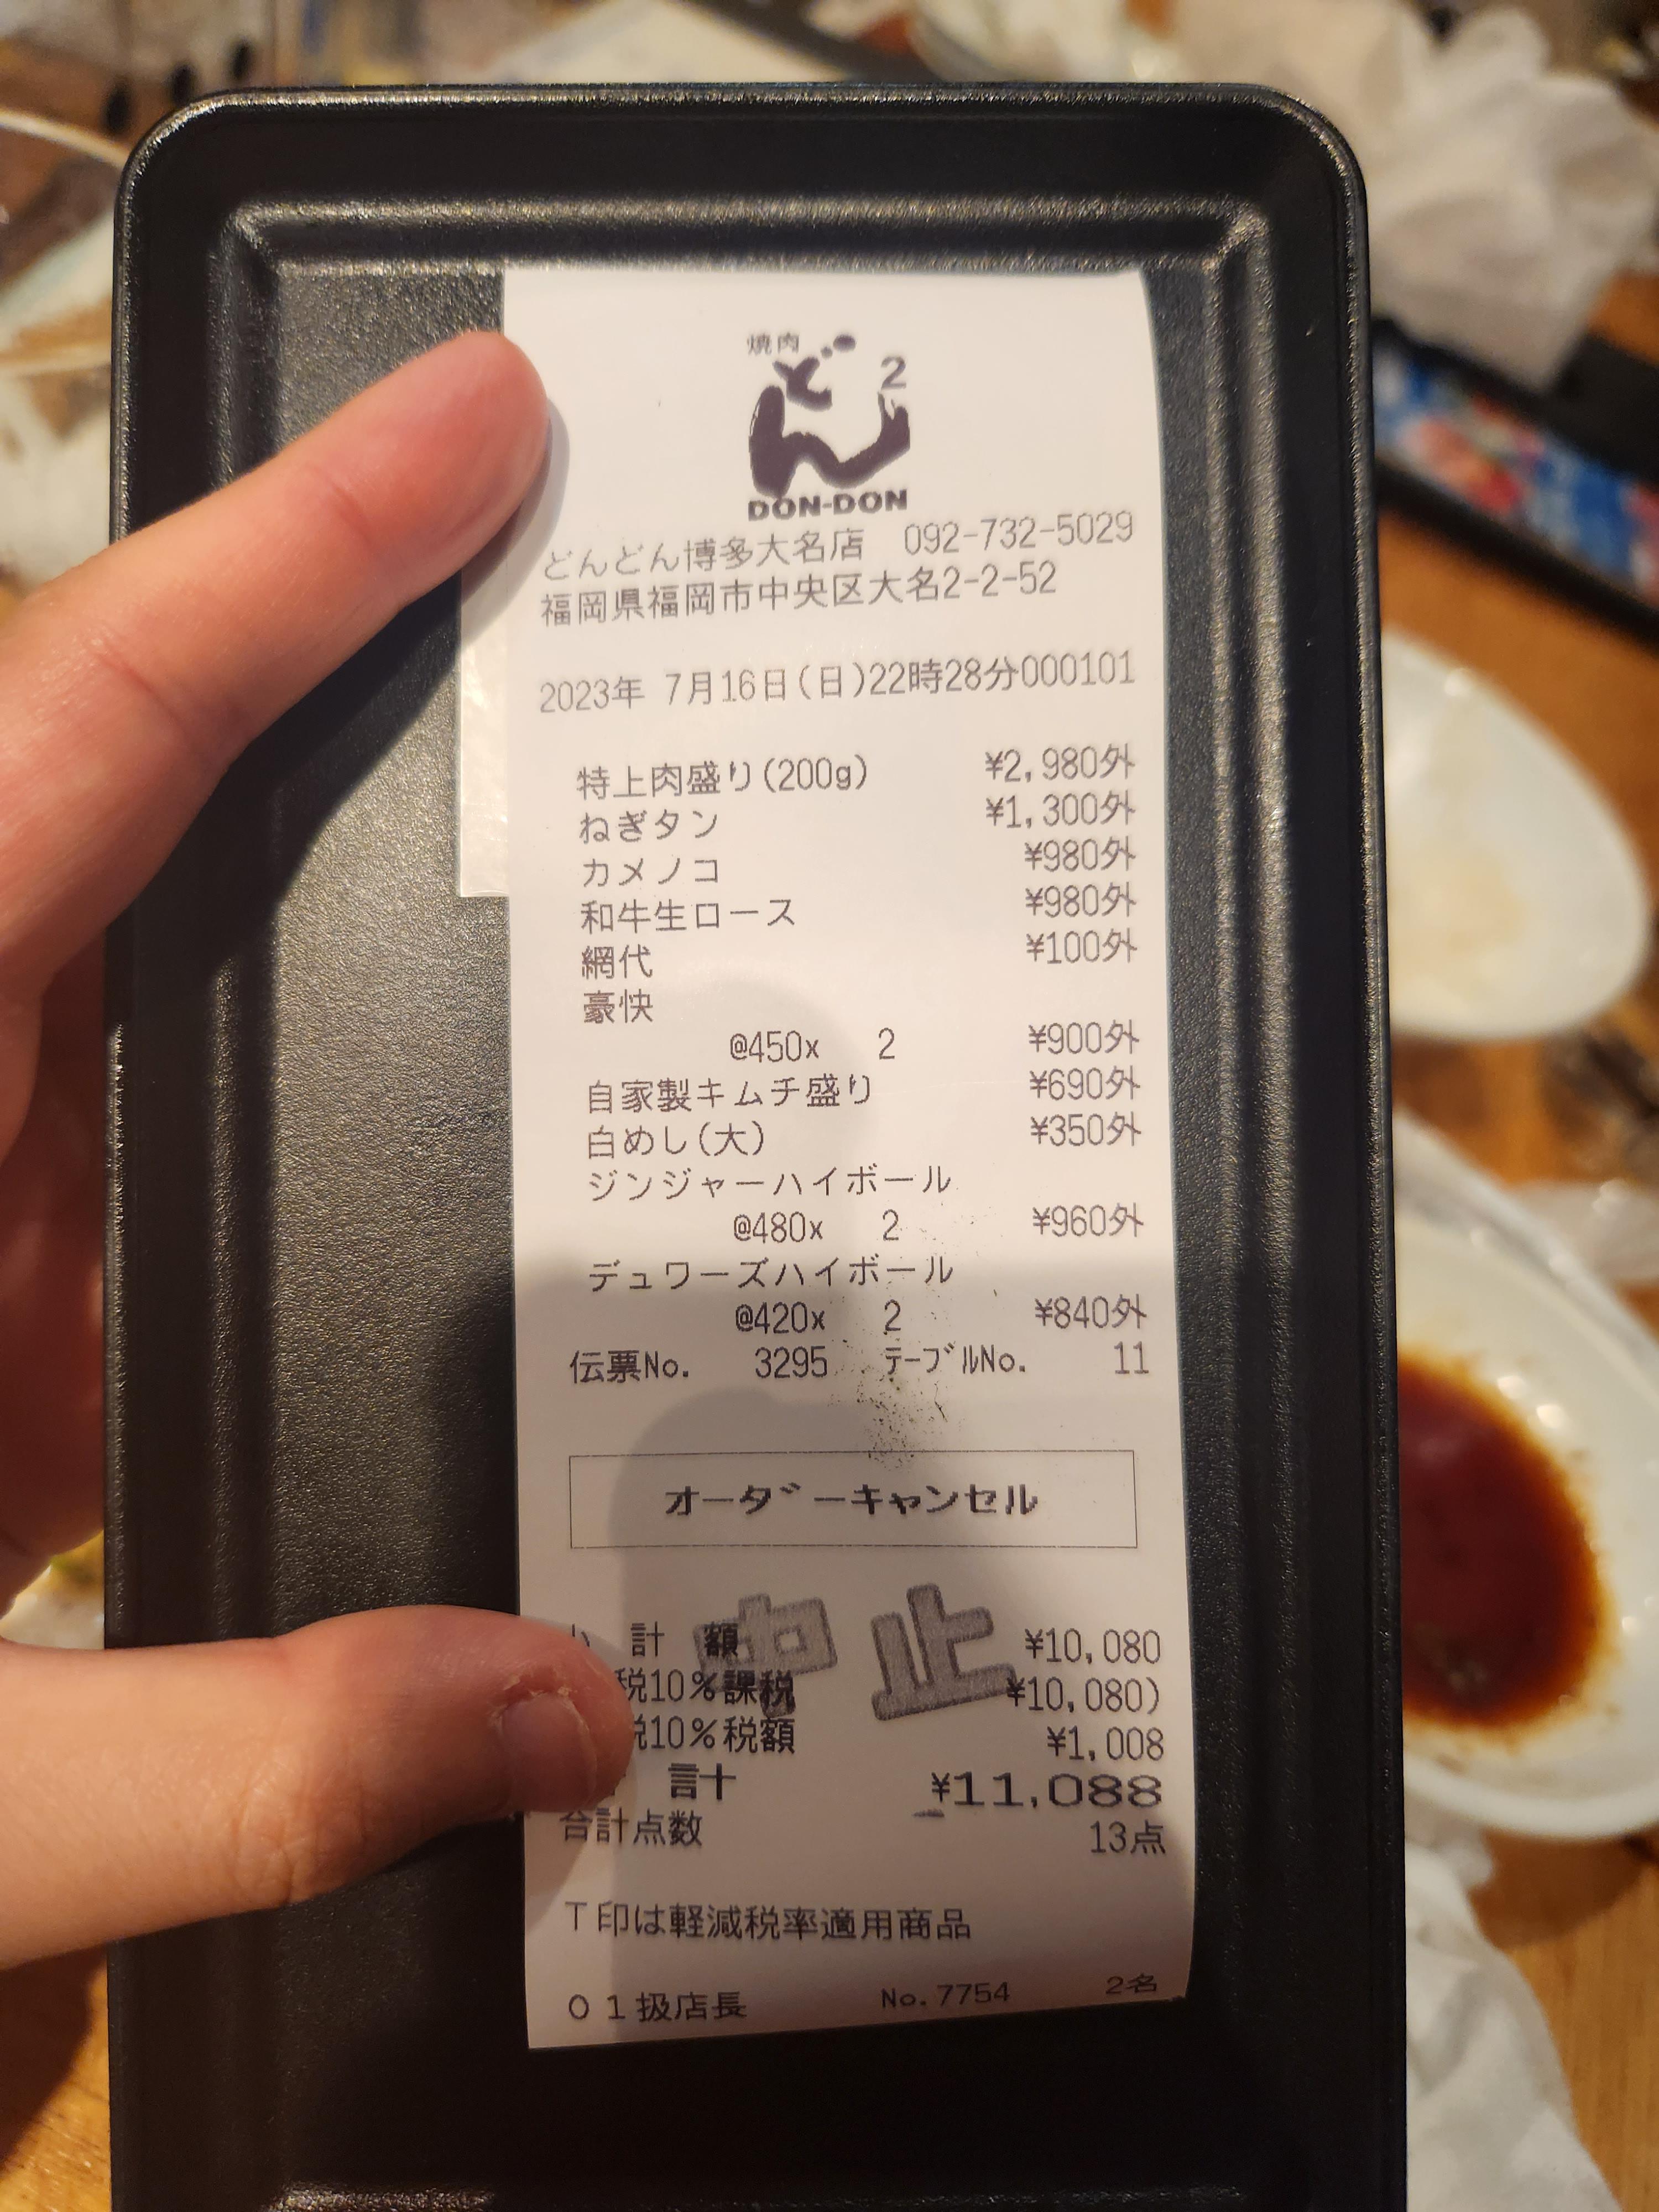 焼肉
どん²
DON-DON
どんどん博多大名店 092-732-5029
福岡県福岡市中央区大名2-2-52
2023年 7月16日(日)22時28分000101
特上肉盛り(200g) ¥2,980外
ねぎタン ¥1,300外
カメノコ ¥980外
和牛生ロース ¥980外
網代 ¥100外
豪快
@450x 2 ¥900外
自家製キムチ盛り ¥690外
白めし(大) ¥350外
ジンジャーハイボール
@480x 2 ¥960外
デュワーズハイボール
@420x 2 ¥840外
伝票No. 3295 テーブルNo. 11
オーダーキャンセル
中止
計 額 ¥10,080
税10%課税 ¥10,080)
税10%税額 ¥1,008
計 ¥11,088
合計点数 13点
T印は軽減税率適用商品
01扱店長 No.7754 2名